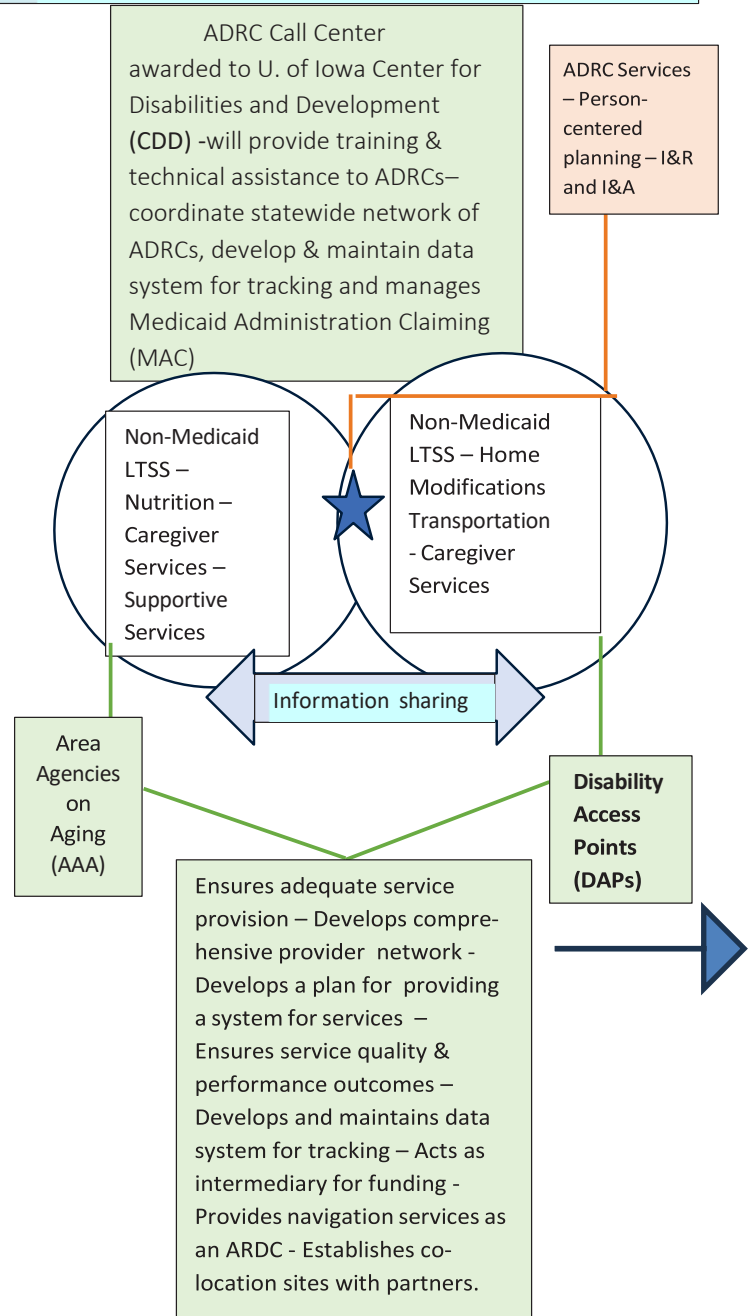 ADRC Call Center
awarded to U. of Iowa Center for
Disabilities and Development
(CDD) -will provide training &
technical assistance to ADRCs–
coordinate statewide network of
ADRCs, develop & maintain data
system for tracking and manages
Medicaid Administration Claiming
(MAC)
ADRC Services
– Person-
centered
planning – I&R
and I&A
Non-Medicaid
LTSS –
Nutrition –
Caregiver
Services –
Supportive
Services
Non-Medicaid
LTSS – Home
Modifications
Transportation
- Caregiver
Services
Information sharing
Area
Agencies
on
Aging
(AAA)
Disability
Access
Points
(DAPs)
Ensures adequate service
provision – Develops compre-
hensive provider network -
Develops a plan for providing
a system for services –
Ensures service quality &
performance outcomes –
Develops and maintains data
system for tracking – Acts as
intermediary for funding -
Provides navigation services as
an ARDC - Establishes co-
location sites with partners.